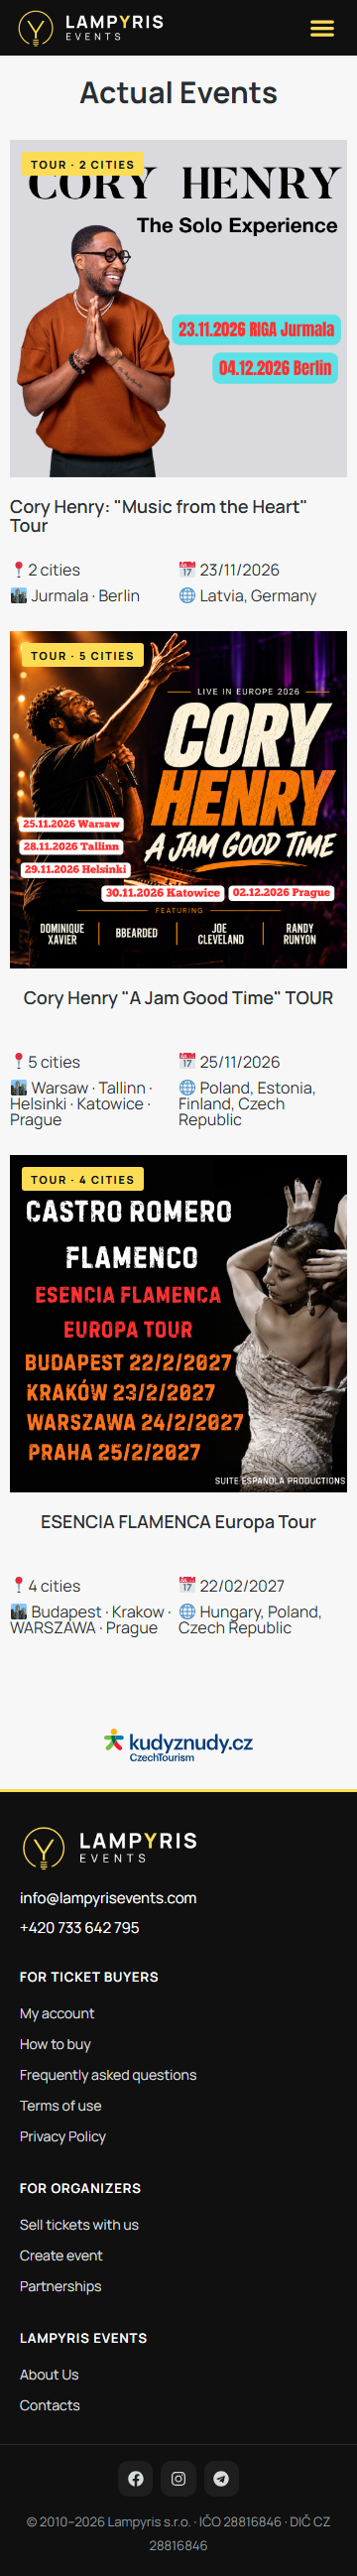 LAMPYRIS
EVENTS
Actual Events
TOUR · 2 CITIES
CORY HENRY
The Solo Experience
23.11.2026 RIGA Jurmala
04.12.2026 Berlin
Cory Henry: "Music from the Heart"
Tour
2 cities
23/11/2026
Jurmala · Berlin
Latvia, Germany
TOUR · 5 CITIES
LIVE IN EUROPE 2026
CORY
HENRY
A JAM GOOD TIME
25.11.2026 Warsaw
28.11.2026 Tallinn
29.11.2026 Helsinki
30.11.2026 Katowice
02.12.2026 Prague
FEATURING
DOMINIQUE
XAVIER
BBEARDED
JOE
CLEVELAND
RANDY
RUNYON
Cory Henry "A Jam Good Time" TOUR
5 cities
25/11/2026
Warsaw · Tallinn ·
Helsinki · Katowice ·
Prague
Poland, Estonia,
Finland, Czech
Republic
TOUR · 4 CITIES
CASTRO ROMERO
FLAMENCO
ESENCIA FLAMENCA
EUROPA TOUR
BUDAPEST 22/2/2027
KRAKÓW 23/2/2027
WARSZAWA 24/2/2027
PRAHA 25/2/2027
SUITE ESPAÑOLA PRODUCTIONS
ESENCIA FLAMENCA Europa Tour
4 cities
22/02/2027
Budapest · Krakow ·
WARSZAWA · Prague
Hungary, Poland,
Czech Republic
kudyznudy.cz
CzechTourism
LAMPYRIS
EVENTS
info@lampyrisevents.com
+420 733 642 795
FOR TICKET BUYERS
My account
How to buy
Frequently asked questions
Terms of use
Privacy Policy
FOR ORGANIZERS
Sell tickets with us
Create event
Partnerships
LAMPYRIS EVENTS
About Us
Contacts
© 2010–2026 Lampyris s.r.o. · IČO 28816846 · DIČ CZ
28816846